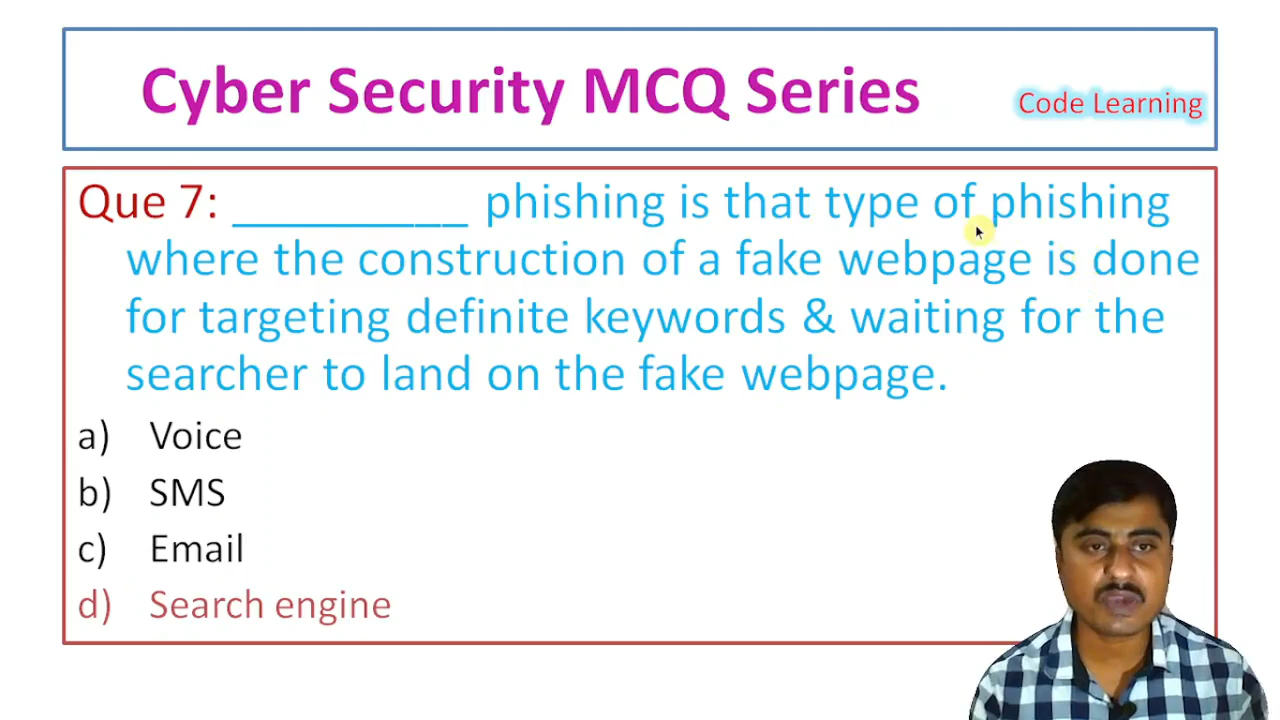 Cyber Security MCQ Series
Code Learning
Que 7: __________ phishing is that type of phishing
where the construction of a fake webpage is done
for targeting definite keywords & waiting for the
searcher to land on the fake webpage.
a) Voice
b) SMS
c) Email
d) Search engine